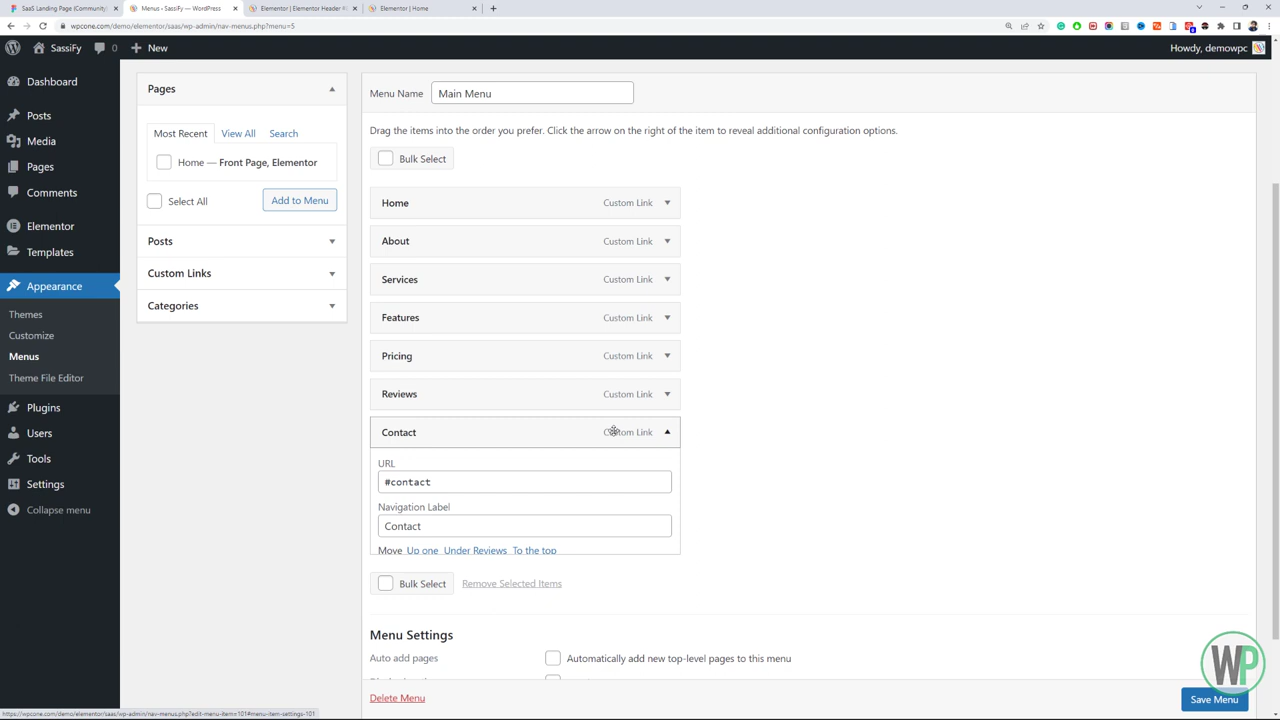 SaaS Landing Page (Community)
Menus ‹ SassiFy — WordPress
Elementor | Elementor Header
Elementor | Home
wpcone.com/demo/elementor/saas/wp-admin/nav-menus.php?menu=5
SassiFy
0
New
Howdy, demowpc
Dashboard
Posts
Media
Pages
Comments
Elementor
Templates
Appearance
Themes
Customize
Menus
Theme File Editor
Plugins
Users
Tools
Settings
Collapse menu
Pages
Most Recent View All Search
Home — Front Page, Elementor
Select All
Add to Menu
Posts
Custom Links
Categories
Menu Name Main Menu
Drag the items into the order you prefer. Click the arrow on the right of the item to reveal additional configuration options.
Bulk Select
Home Custom Link
About Custom Link
Services Custom Link
Features Custom Link
Pricing Custom Link
Reviews Custom Link
Contact Custom Link
URL
#contact
Navigation Label
Contact
Move Up one Under Reviews To the top
Bulk Select Remove Selected Items
Menu Settings
Auto add pages Automatically add new top-level pages to this menu
Delete Menu
Save Menu
WP
https://wpcone.com/demo/elementor/saas/wp-admin/nav-menus.php?edit-menu-item=101#menu-item-settings-101